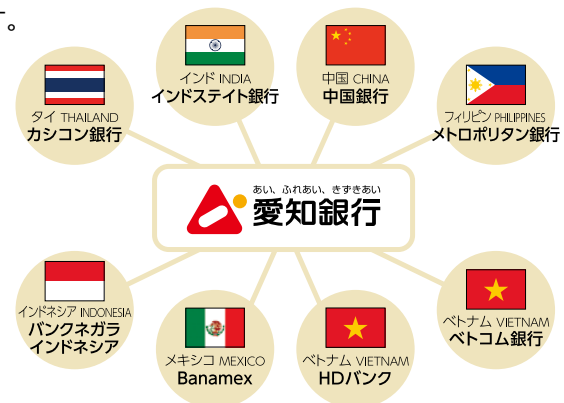 す。
インド INDIA
インドステイト銀行
中国 CHINA
中国銀行
タイ THAILAND
カシコン銀行
フィリピン PHILIPPINES
メトロポリタン銀行
あい、ふれあい、きずきあい
愛知銀行
インドネシア INDONESIA
バンクネガラ
インドネシア
メキシコ MEXICO
Banamex
ベトナム VIETNAM
HDバンク
ベトナム VIETNAM
ベトコム銀行